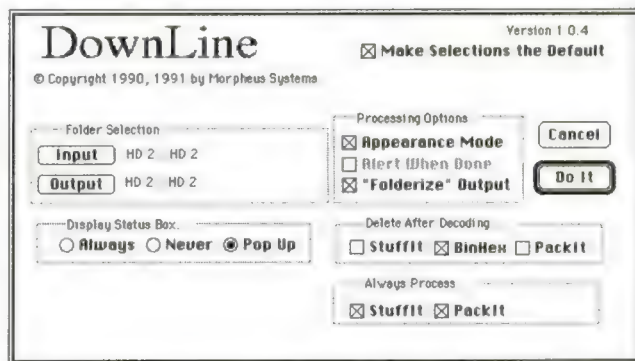 DownLine
Version 1.0.4
Make Selections the Default
© Copyright 1990, 1991 by Morpheus Systems
Folder Selection
Input HD 2 HD 2
Output HD 2 HD 2
Processing Options
Appearance Mode
Alert When Done
"Folderize" Output
Cancel
Do It
Display Status Box.
Always Never Pop Up
Delete After Decoding
StuffIt BinHex PackIt
Always Process
StuffIt PackIt